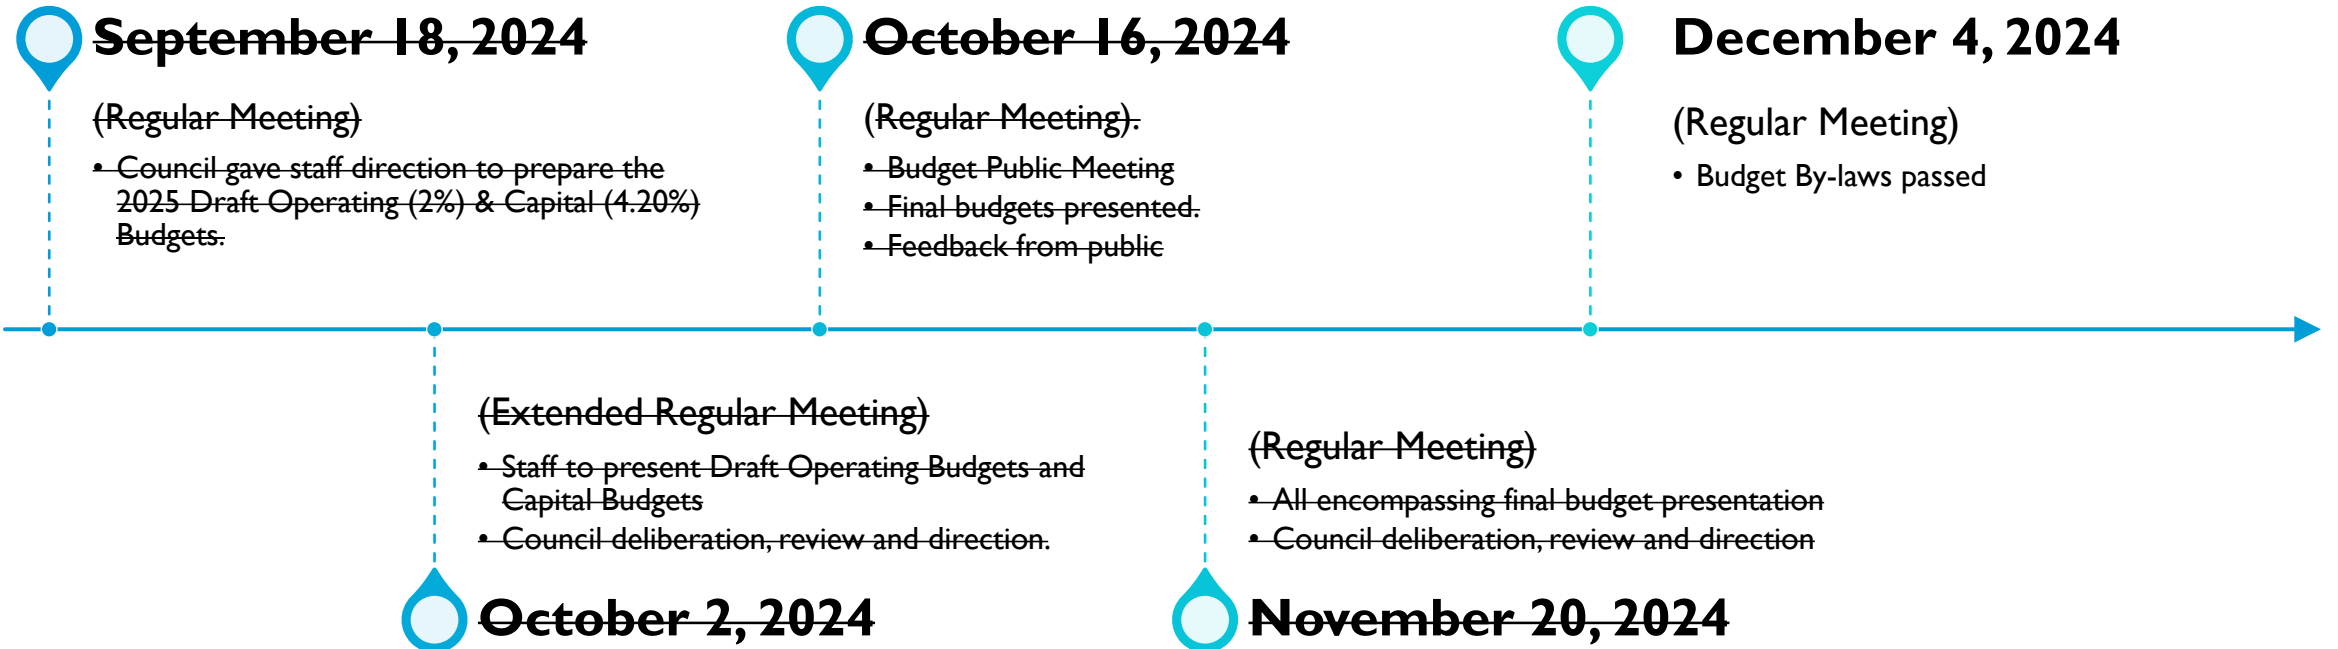 September 18, 2024
(Regular Meeting)
• Council gave staff direction to prepare the
2025 Draft Operating (2%) & Capital (4.20%)
Budgets.
(Extended Regular Meeting)
• Staff to present Draft Operating Budgets and
Capital Budgets
• Council deliberation, review and direction.
October 2, 2024
October 16, 2024
(Regular Meeting).
• Budget Public Meeting
• Final budgets presented.
• Feedback from public
(Regular Meeting)
• All encompassing final budget presentation
• Council deliberation, review and direction
November 20, 2024
December 4, 2024
(Regular Meeting)
• Budget By-laws passed